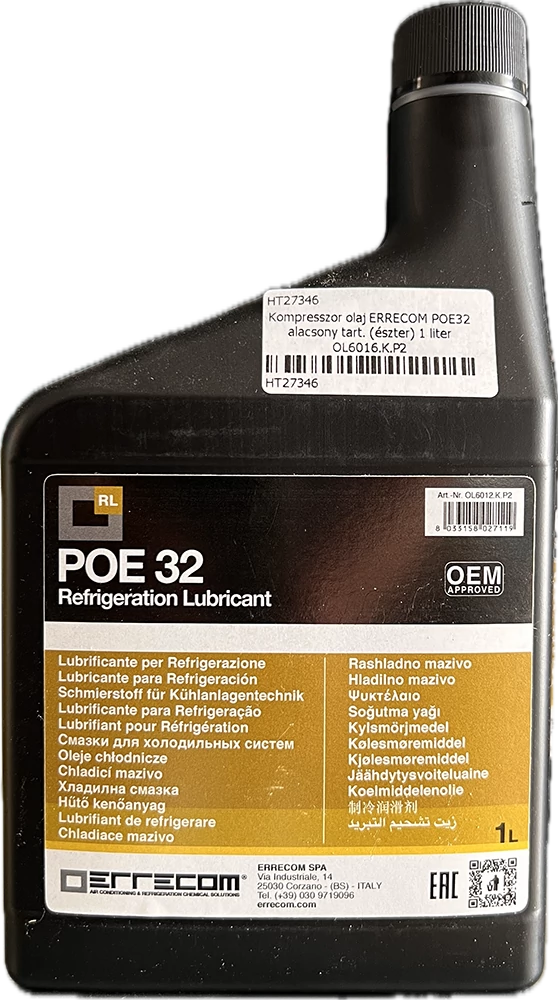 HT27346
Kompresszor olaj ERRECOM POE32
alacsony tart. (észter) 1 liter
OL6016.K.P2
HT27346
RL
Art.-Nr. OL6012.K.P2
8 033158 027119
POE 32
Refrigeration Lubricant
OEM
APPROVED
Lubrificante per Refrigerazione
Lubricante para Refrigeración
Schmierstoff für Kühlanlagentechnik
Lubrificante para Refrigeração
Lubrifiant pour Réfrigération
Смазки для холодильных систем
Oleje chłodnicze
Chladicí mazivo
Хладилна смазка
Hűtő kenőanyag
Lubrifiant de refrigerare
Chladiace mazivo
Rashladno mazivo
Hladilno mazivo
Ψυκτέλαιο
Soğutma yağı
Kylsmörjmedel
Kølesmøremiddel
Kjølesmøremiddel
Jäähdytysvoiteluaine
Koelmiddelenolie
制冷润滑剂
زيت تشحيم التبريد
1L
ERRECOM®
AIR CONDITIONING & REFRIGERATION CHEMICAL SOLUTIONS
ERRECOM SPA
Via Industriale, 14
25030 Corzano - (BS) - ITALY
Tel. (+39) 030 9719096
errecom.com
EAC